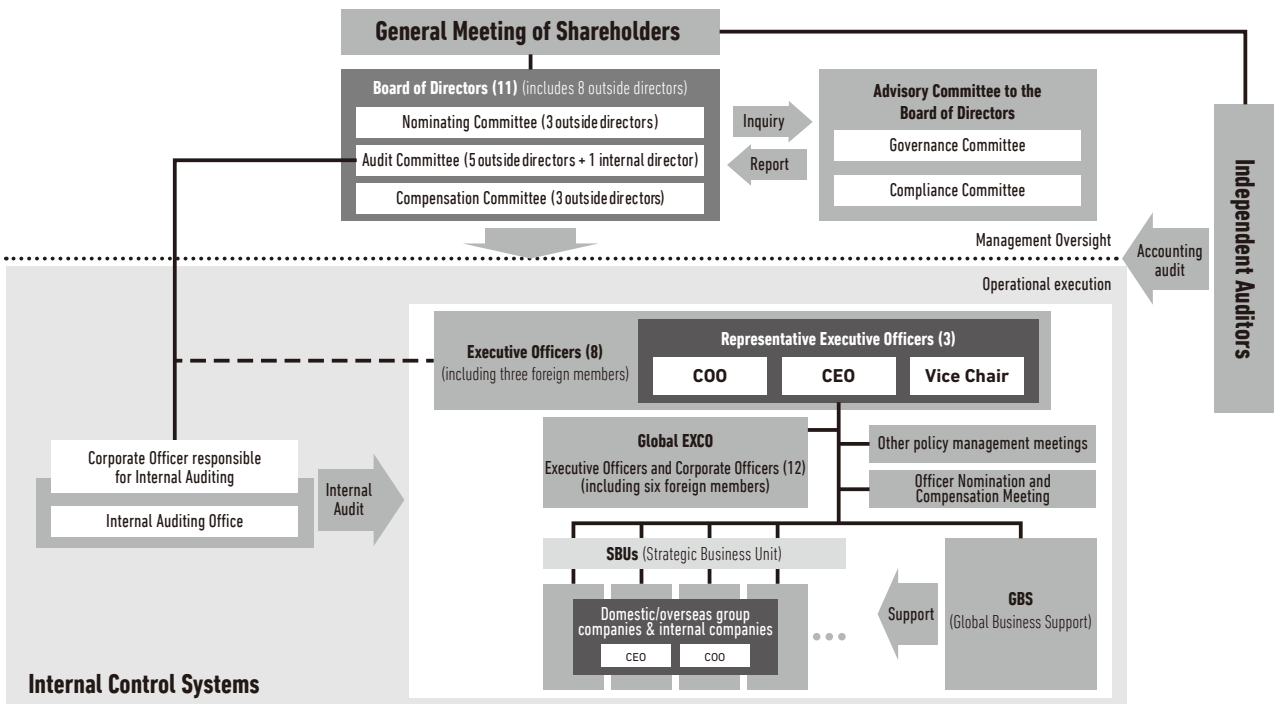 General Meeting of Shareholders
Board of Directors (11) (includes 8 outside directors)
Nominating Committee (3 outside directors)
Audit Committee (5 outside directors + 1 internal director)
Compensation Committee (3 outside directors)
Inquiry
Report
Advisory Committee to the
Board of Directors
Governance Committee
Compliance Committee
Independent Auditors
Management Oversight
Accounting
audit
Operational execution
Executive Officers (8)
(including three foreign members)
Representative Executive Officers (3)
COO
CEO
Vice Chair
Global EXCO
Executive Officers and Corporate Officers (12)
(including six foreign members)
Other policy management meetings
Officer Nomination and
Compensation Meeting
Corporate Officer responsible
for Internal Auditing
Internal Auditing Office
Internal
Audit
SBUs (Strategic Business Unit)
Domestic/overseas group
companies & internal companies
CEO
COO
Support
GBS
(Global Business Support)
Internal Control Systems